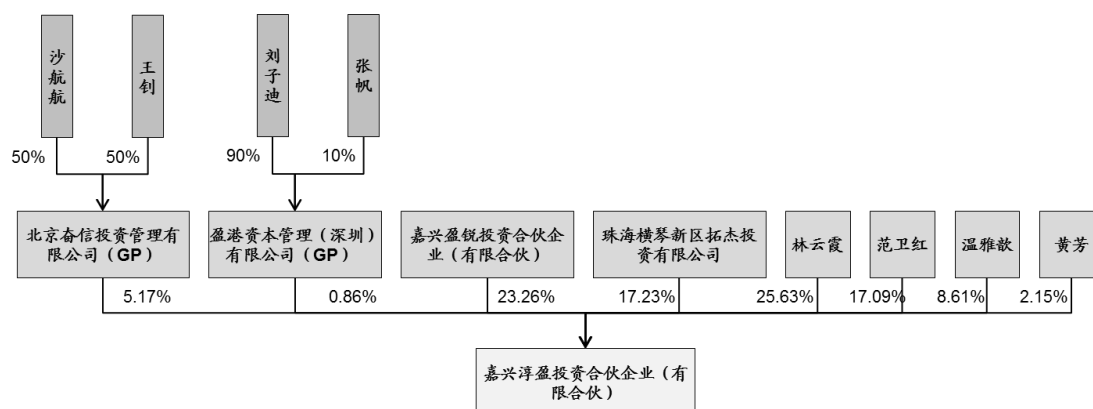 沙航航
王钊
刘子迪
张帆
50%
50%
90%
10%
北京奋信投资管理有
限公司（GP）
盈港资本管理（深圳）
有限公司（GP）
嘉兴盈锐投资合伙企
业（有限合伙）
珠海横琴新区拓杰投
资有限公司
林云霞
范卫红
温雅歆
黄芳
5.17%
0.86%
23.26%
17.23%
25.63%
17.09%
8.61%
2.15%
嘉兴淳盈投资合伙企业（有
限合伙）